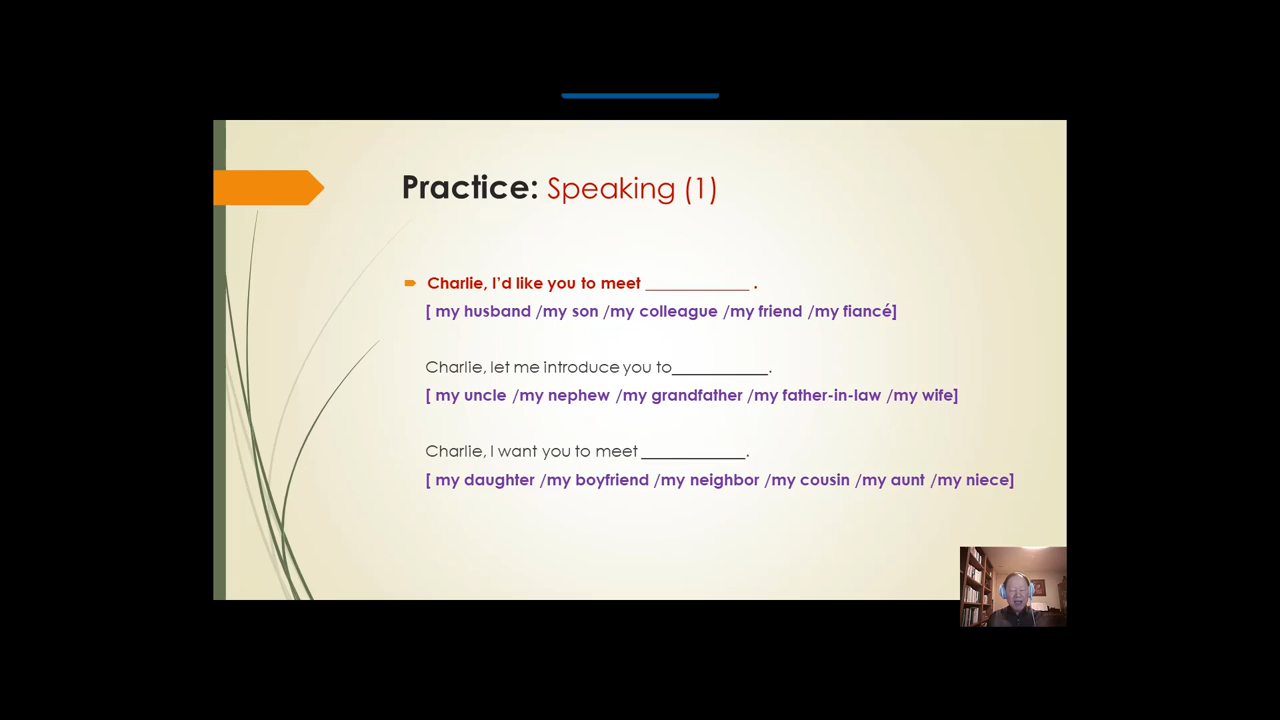 Practice: Speaking (1)
Charlie, I'd like you to meet ____________ .
[ my husband /my son /my colleague /my friend /my fiancé]
Charlie, let me introduce you to___________.
[ my uncle /my nephew /my grandfather /my father-in-law /my wife]
Charlie, I want you to meet ____________.
[ my daughter /my boyfriend /my neighbor /my cousin /my aunt /my niece]